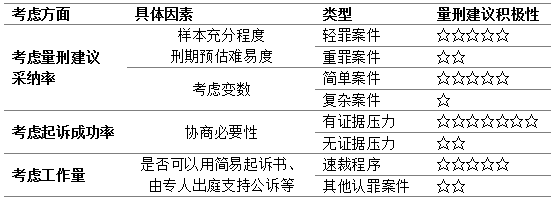 考虑方面 具体因素 类型 量刑建议积极性
样本充分程度 轻罪案件 ☆☆☆☆☆
考虑量刑建议 刑期预估难易度 重罪案件 ☆☆
采纳率 考虑变数 简单案件 ☆☆☆☆☆
复杂案件 ☆
考虑起诉成功率 协商必要性 有证据压力 ☆☆☆☆☆☆☆
无证据压力 ☆☆
考虑工作量 是否可以用简易起诉书、 速裁程序 ☆☆☆☆☆
由专人出庭支持公诉等 其他认罪案件 ☆☆